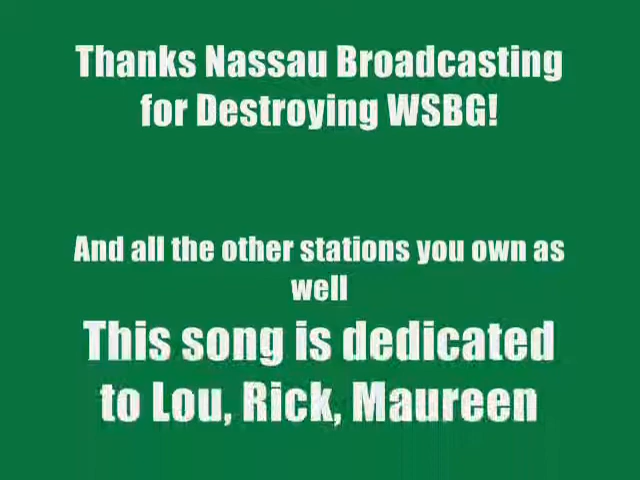 Thanks Nassau Broadcasting
for Destroying WSBG!
And all the other stations you own as
well
This song is dedicated
to Lou, Rick, Maureen